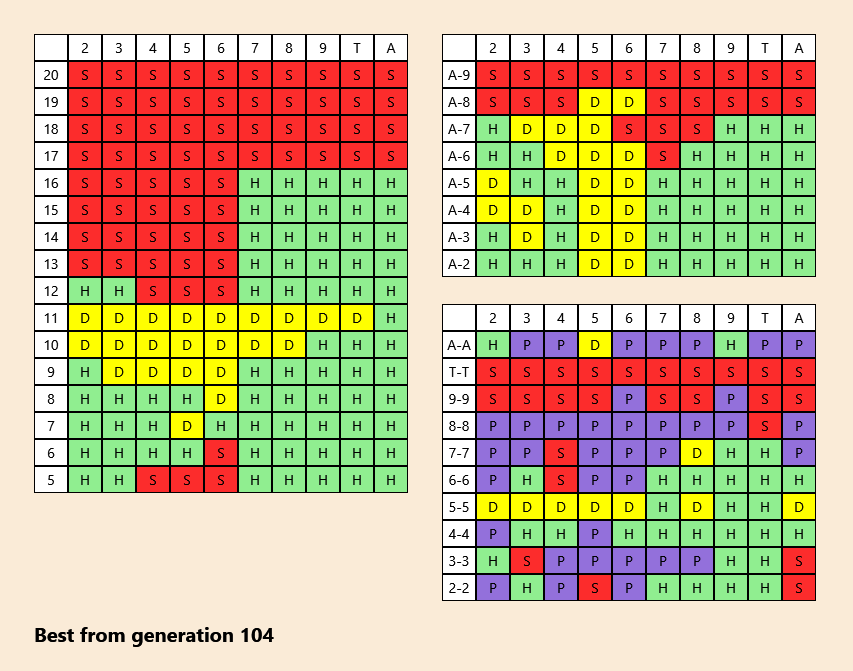 2 3 4 5 6 7 8 9 T A
20 S S S S S S S S S S
19 S S S S S S S S S S
18 S S S S S S S S S S
17 S S S S S S S S S S
16 S S S S S H H H H H
15 S S S S S H H H H H
14 S S S S S H H H H H
13 S S S S S H H H H H
12 H H S S S H H H H H
11 D D D D D D D D D H
10 D D D D D D D H H H
9 H D D D D H H H H H
8 H H H H D H H H H H
7 H H H D H H H H H H
6 H H H H S H H H H H
5 H H S S S H H H H H
2 3 4 5 6 7 8 9 T A
A-9 S S S S S S S S S S
A-8 S S S D D S S S S S
A-7 H D D D S S S H H H
A-6 H H D D D S H H H H
A-5 D H H D D H H H H H
A-4 D D H D D H H H H H
A-3 H D H D D H H H H H
A-2 H H H D D H H H H H
2 3 4 5 6 7 8 9 T A
A-A H P P D P P P H P P
T-T S S S S S S S S S S
9-9 S S S S P S S P S S
8-8 P P P P P P P P S P
7-7 P P S P P P D H H P
6-6 P H S P P H H H H H
5-5 D D D D D H D H H D
4-4 P H H P H H H H H H
3-3 H S P P P P P H H S
2-2 P H P S P H H H H S
Best from generation 104